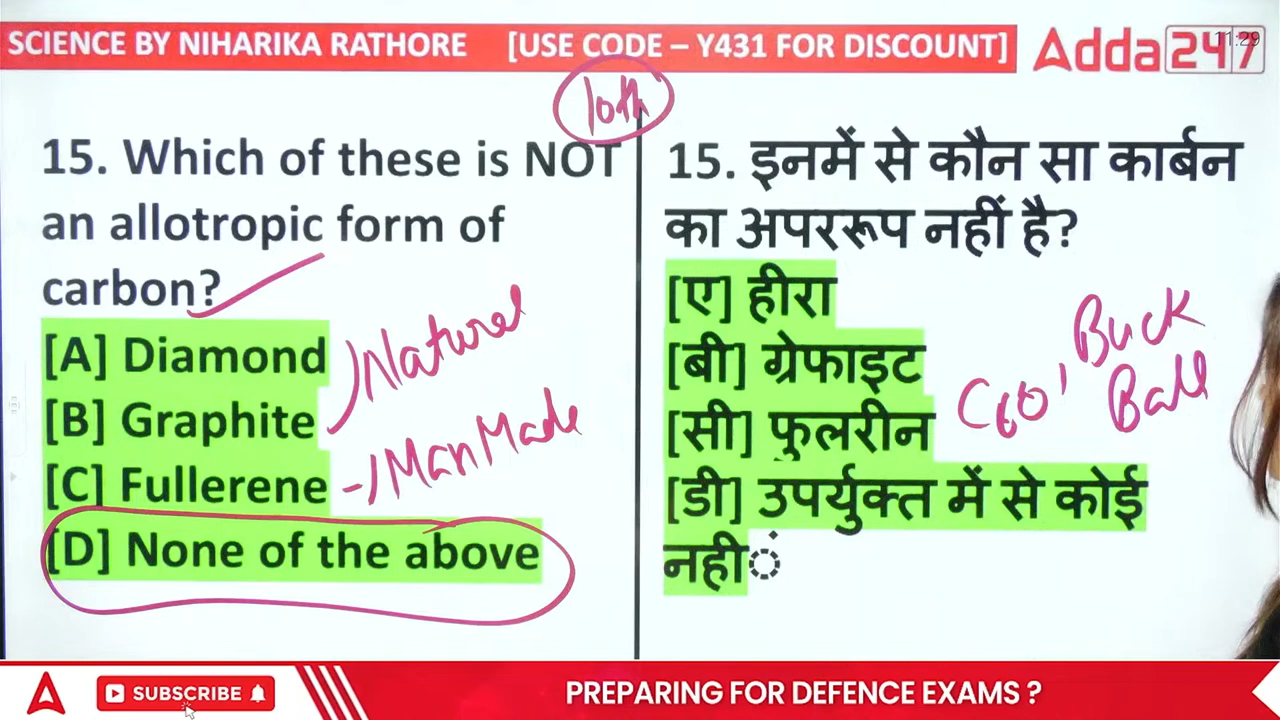 SCIENCE BY NIHARIKA RATHORE [USE CODE – Y431 FOR DISCOUNT]
Adda247
11:29
10th
15. Which of these is NOT
an allotropic form of
carbon?
[A] Diamond
[B] Graphite
[C] Fullerene
[D] None of the above
Natural
Man Made
15. इनमें से कौन सा कार्बन
का अपररूप नहीं है?
[ए] हीरा
[बी] ग्रेफाइट
[सी] फुलरीन
[डी] उपर्युक्त में से कोई
नही◌ं
C60, Buck
Ball
SUBSCRIBE
PREPARING FOR DEFENCE EXAMS ?